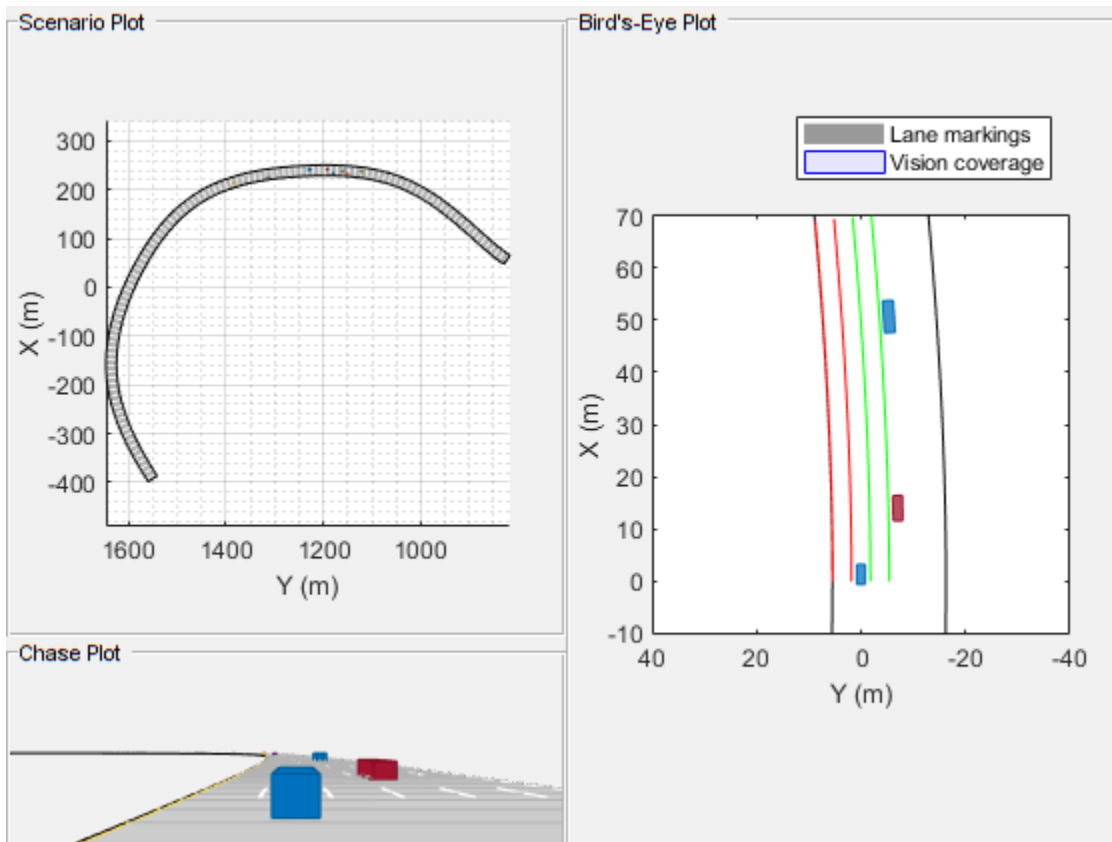 Scenario Plot
300
200
100
0
-100
-200
-300
-400
X (m)
1600 1400 1200 1000
Y (m)
Chase Plot
Bird's-Eye Plot
Lane markings
Vision coverage
70
60
50
40
30
20
10
0
-10
X (m)
40 20 0 -20 -40
Y (m)